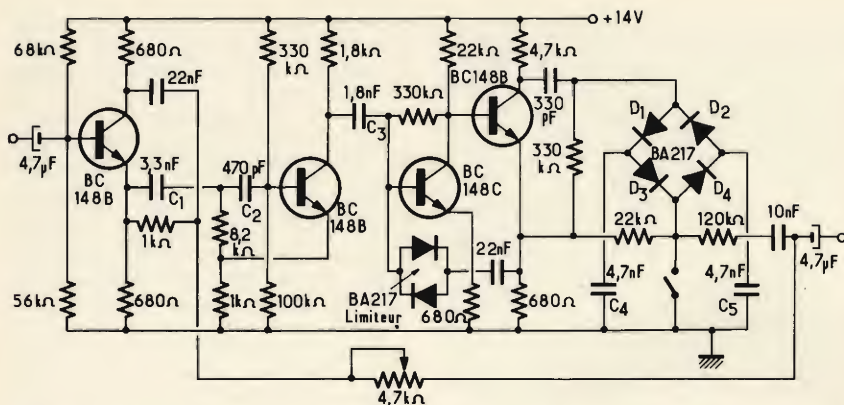 +14V
68kΩ
680Ω
22nF
330
kΩ
1,8kΩ
1,8nF
C3
330kΩ
22kΩ
4,7kΩ
BC148B
330
pF
330
kΩ
D1
D2
BA217
D3
D4
4,7µF
BC
148B
3,3nF
C1
470pF
C2
BC
148B
BC
148C
1kΩ
8,2
kΩ
22nF
22kΩ
120kΩ
10nF
4,7µF
56kΩ
680Ω
1kΩ
100kΩ
BA217
Limiteur
680Ω
680Ω
4,7nF
C4
4,7nF
C5
4,7kΩ